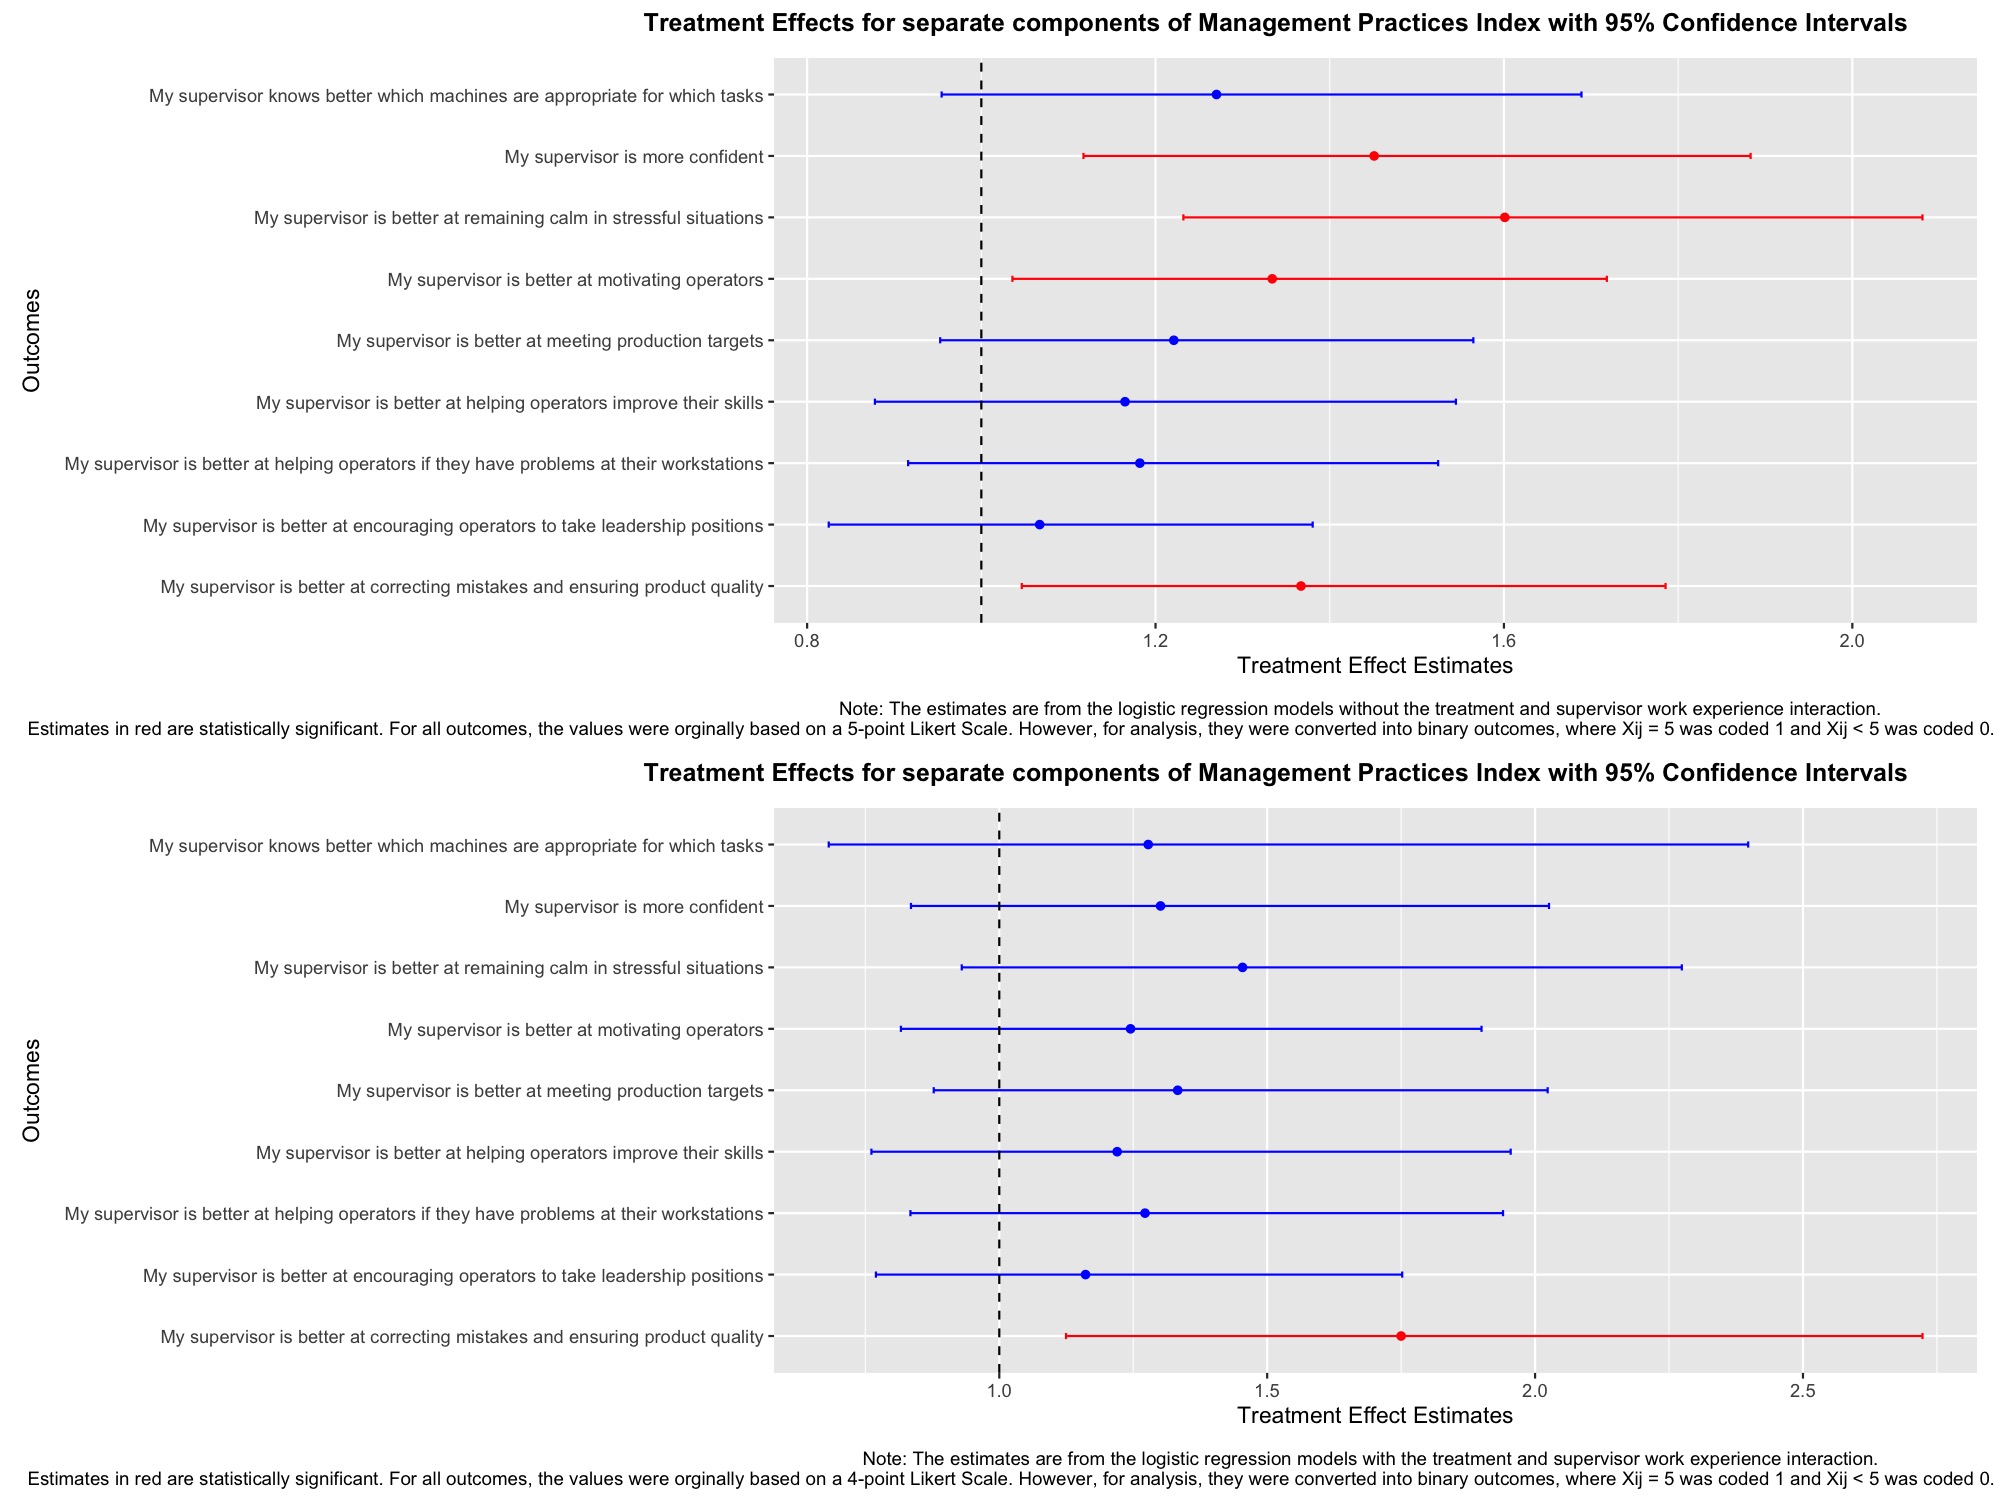 Treatment Effects for separate components of Management Practices Index with 95% Confidence Intervals
Outcomes
My supervisor knows better which machines are appropriate for which tasks
My supervisor is more confident
My supervisor is better at remaining calm in stressful situations
My supervisor is better at motivating operators
My supervisor is better at meeting production targets
My supervisor is better at helping operators improve their skills
My supervisor is better at helping operators if they have problems at their workstations
My supervisor is better at encouraging operators to take leadership positions
My supervisor is better at correcting mistakes and ensuring product quality
0.8 1.2 1.6 2.0
Treatment Effect Estimates
Note: The estimates are from the logistic regression models without the treatment and supervisor work experience interaction.
Estimates in red are statistically significant. For all outcomes, the values were orginally based on a 5-point Likert Scale. However, for analysis, they were converted into binary outcomes, where Xij = 5 was coded 1 and Xij < 5 was coded 0.
Treatment Effects for separate components of Management Practices Index with 95% Confidence Intervals
Outcomes
My supervisor knows better which machines are appropriate for which tasks
My supervisor is more confident
My supervisor is better at remaining calm in stressful situations
My supervisor is better at motivating operators
My supervisor is better at meeting production targets
My supervisor is better at helping operators improve their skills
My supervisor is better at helping operators if they have problems at their workstations
My supervisor is better at encouraging operators to take leadership positions
My supervisor is better at correcting mistakes and ensuring product quality
1.0 1.5 2.0 2.5
Treatment Effect Estimates
Note: The estimates are from the logistic regression models with the treatment and supervisor work experience interaction.
Estimates in red are statistically significant. For all outcomes, the values were orginally based on a 4-point Likert Scale. However, for analysis, they were converted into binary outcomes, where Xij = 5 was coded 1 and Xij < 5 was coded 0.